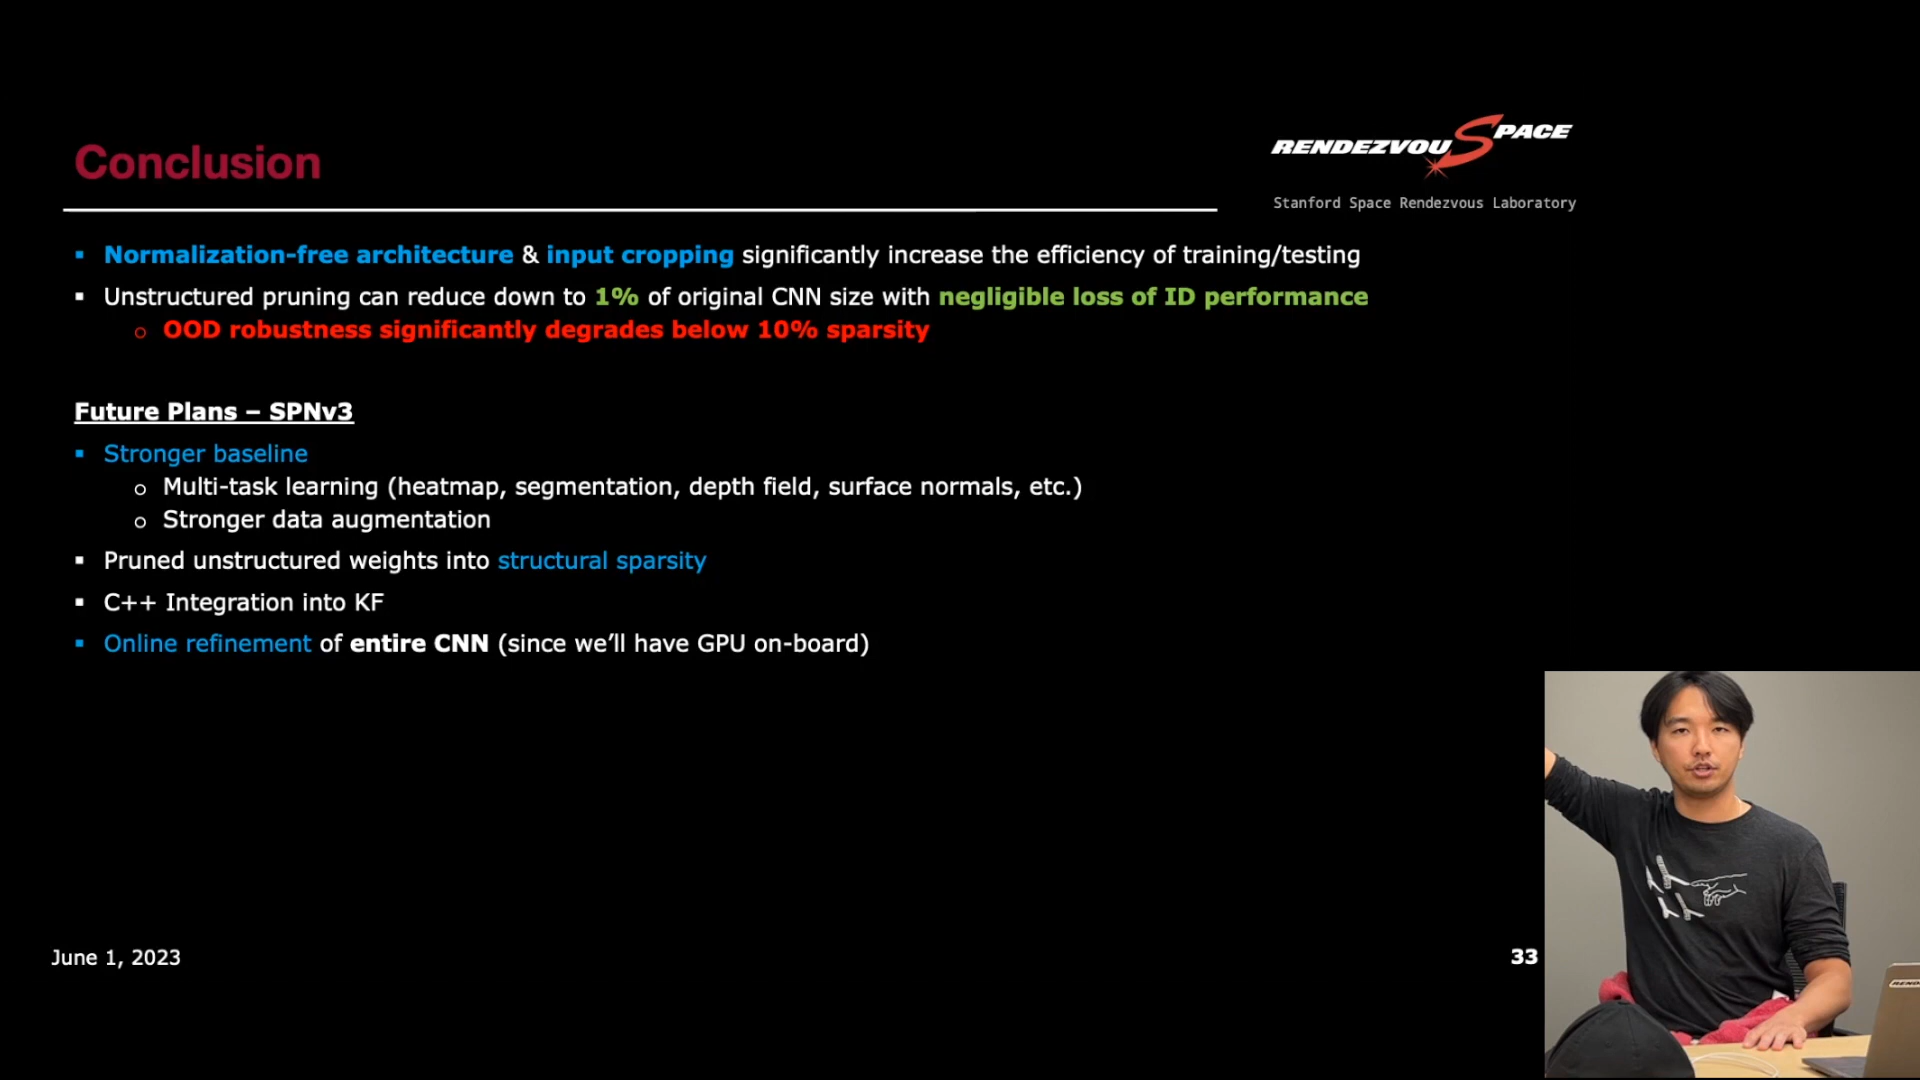 Conclusion
RENDEZVOUSPACE
Stanford Space Rendezvous Laboratory
▪ Normalization-free architecture & input cropping significantly increase the efficiency of training/testing
▪ Unstructured pruning can reduce down to 1% of original CNN size with negligible loss of ID performance
o OOD robustness significantly degrades below 10% sparsity
Future Plans – SPNv3
▪ Stronger baseline
o Multi-task learning (heatmap, segmentation, depth field, surface normals, etc.)
o Stronger data augmentation
▪ Pruned unstructured weights into structural sparsity
▪ C++ Integration into KF
▪ Online refinement of entire CNN (since we’ll have GPU on-board)
June 1, 2023
33